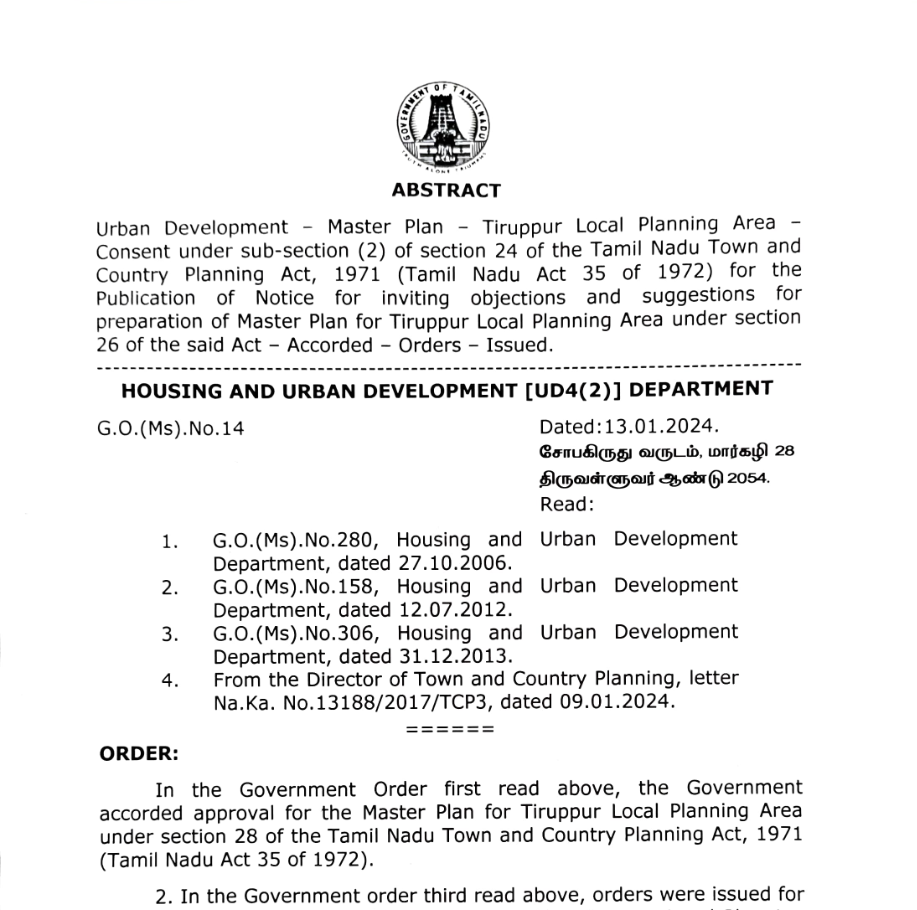 GOVERNMENT OF TAMILNADU
TRUTH ALONE TRIUMPHS
ABSTRACT
Urban Development – Master Plan – Tiruppur Local Planning Area –
Consent under sub-section (2) of section 24 of the Tamil Nadu Town and
Country Planning Act, 1971 (Tamil Nadu Act 35 of 1972) for the
Publication of Notice for inviting objections and suggestions for
preparation of Master Plan for Tiruppur Local Planning Area under section
26 of the said Act – Accorded – Orders – Issued.
HOUSING AND URBAN DEVELOPMENT [UD4(2)] DEPARTMENT
G.O.(Ms).No.14
Dated:13.01.2024.
சோபகிருது வருடம், மார்கழி 28
திருவள்ளுவர் ஆண்டு 2054.
Read:
1. G.O.(Ms).No.280, Housing and Urban Development
Department, dated 27.10.2006.
2. G.O.(Ms).No.158, Housing and Urban Development
Department, dated 12.07.2012.
3. G.O.(Ms).No.306, Housing and Urban Development
Department, dated 31.12.2013.
4. From the Director of Town and Country Planning, letter
Na.Ka. No.13188/2017/TCP3, dated 09.01.2024.
======
ORDER:
In the Government Order first read above, the Government
accorded approval for the Master Plan for Tiruppur Local Planning Area
under section 28 of the Tamil Nadu Town and Country Planning Act, 1971
(Tamil Nadu Act 35 of 1972).
2. In the Government order third read above, orders were issued for